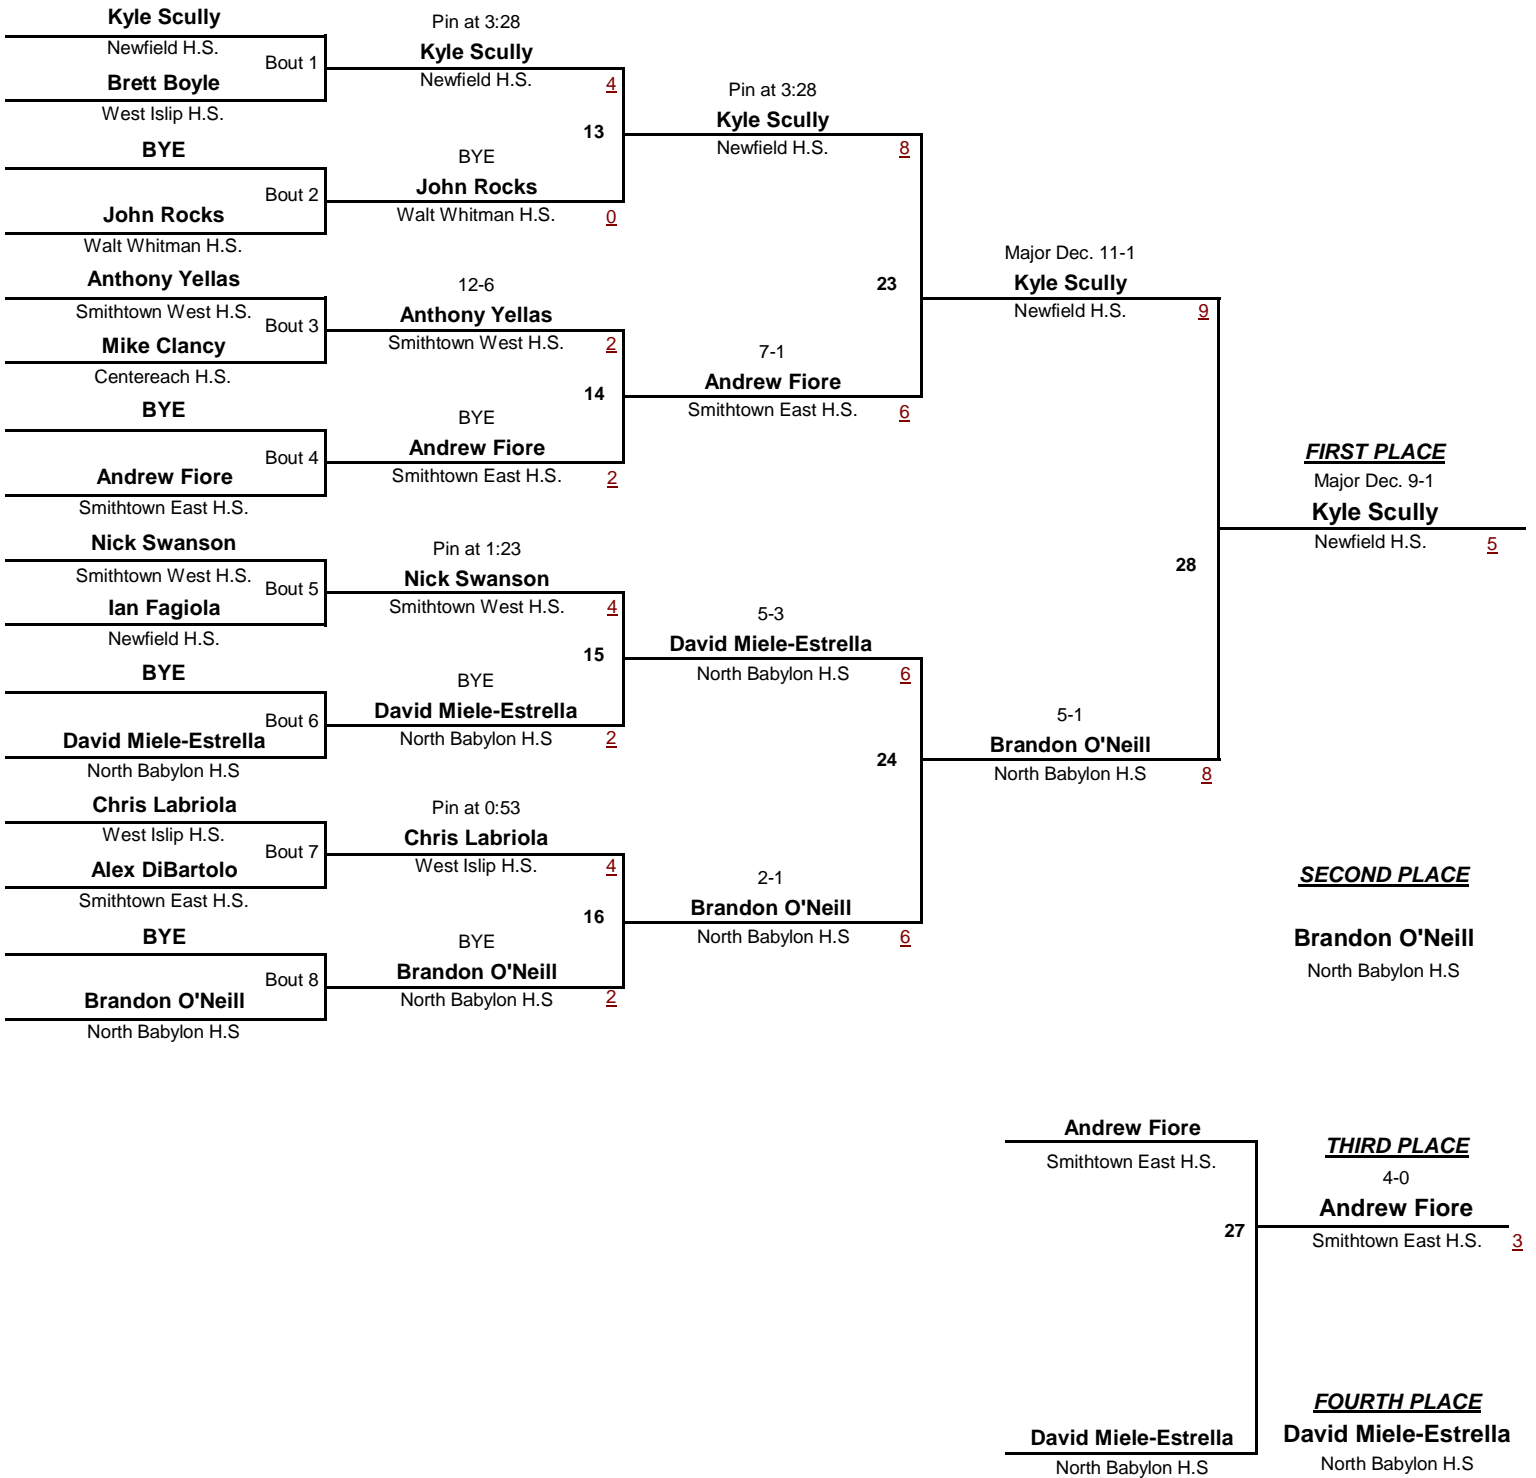 Kyle Scully
Newfield H.S.
Bout 1
Brett Boyle
West Islip H.S.
BYE
Bout 2
John Rocks
Walt Whitman H.S.
Anthony Yellas
Smithtown West H.S.
Bout 3
Mike Clancy
Centereach H.S.
BYE
Bout 4
Andrew Fiore
Smithtown East H.S.
Nick Swanson
Smithtown West H.S.
Bout 5
Ian Fagiola
Newfield H.S.
BYE
Bout 6
David Miele-Estrella
North Babylon H.S
Chris Labriola
West Islip H.S.
Bout 7
Alex DiBartolo
Smithtown East H.S.
BYE
Bout 8
Brandon O'Neill
North Babylon H.S
Pin at 3:28
Kyle Scully
Newfield H.S.
4
13
BYE
John Rocks
Walt Whitman H.S.
0
12-6
Anthony Yellas
Smithtown West H.S.
2
14
BYE
Andrew Fiore
Smithtown East H.S.
2
Pin at 1:23
Nick Swanson
Smithtown West H.S.
4
15
BYE
David Miele-Estrella
North Babylon H.S
2
Pin at 0:53
Chris Labriola
West Islip H.S.
4
16
BYE
Brandon O'Neill
North Babylon H.S
2
Pin at 3:28
Kyle Scully
Newfield H.S.
8
23
7-1
Andrew Fiore
Smithtown East H.S.
6
5-3
David Miele-Estrella
North Babylon H.S
6
24
2-1
Brandon O'Neill
North Babylon H.S
6
Major Dec. 11-1
Kyle Scully
Newfield H.S.
9
28
5-1
Brandon O'Neill
North Babylon H.S
8
FIRST PLACE
Major Dec. 9-1
Kyle Scully
Newfield H.S.
5
SECOND PLACE
Brandon O'Neill
North Babylon H.S
Andrew Fiore
Smithtown East H.S.
27
David Miele-Estrella
North Babylon H.S
THIRD PLACE
4-0
Andrew Fiore
Smithtown East H.S.
3
FOURTH PLACE
David Miele-Estrella
North Babylon H.S